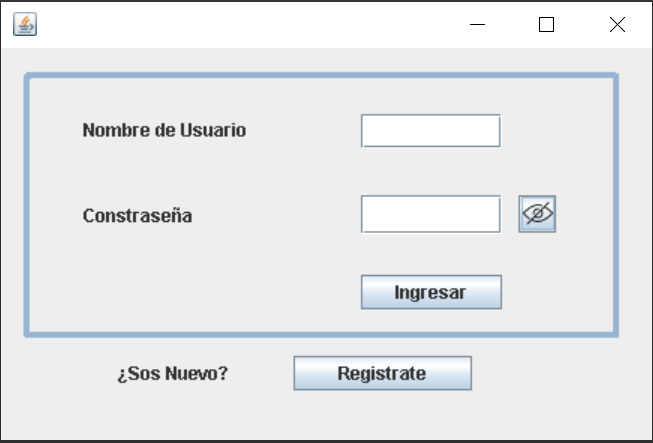 Nombre de Usuario
Constraseña
Ingresar
¿Sos Nuevo? Registrate